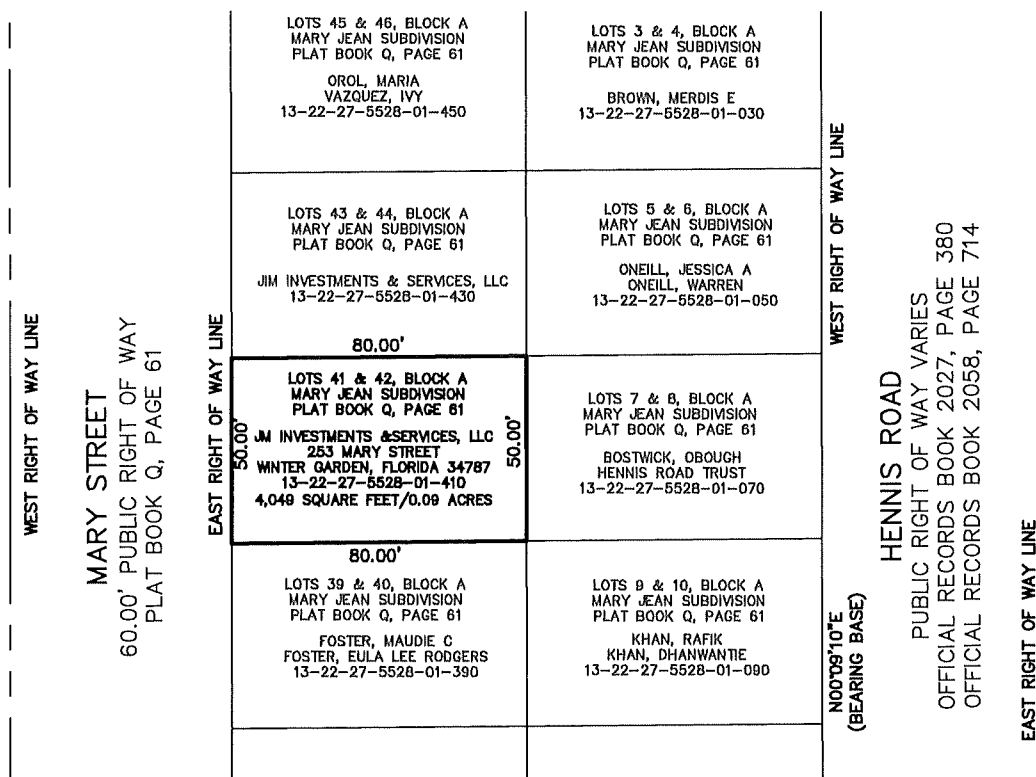 LOTS 45 & 46, BLOCK A
MARY JEAN SUBDIVISION
PLAT BOOK Q, PAGE 61
OROL, MARIA
VAZQUEZ, IVY
13-22-27-5528-01-450
LOTS 3 & 4, BLOCK A
MARY JEAN SUBDIVISION
PLAT BOOK Q, PAGE 61
BROWN, MERDIS E
13-22-27-5528-01-030
LOTS 43 & 44, BLOCK A
MARY JEAN SUBDIVISION
PLAT BOOK Q, PAGE 61
JIM INVESTMENTS & SERVICES, LLC
13-22-27-5528-01-430
LOTS 5 & 6, BLOCK A
MARY JEAN SUBDIVISION
PLAT BOOK Q, PAGE 61
ONEILL, JESSICA A
ONEILL, WARREN
13-22-27-5528-01-050
80.00'
LOTS 41 & 42, BLOCK A
MARY JEAN SUBDIVISION
PLAT BOOK Q, PAGE 61
JM INVESTMENTS &SERVICES, LLC
253 MARY STREET
WINTER GARDEN, FLORIDA 34787
13-22-27-5528-01-410
4,049 SQUARE FEET/0.09 ACRES
50.00'
50.00'
80.00'
LOTS 7 & 8, BLOCK A
MARY JEAN SUBDIVISION
PLAT BOOK Q, PAGE 61
BOSTWICK, OBOUGH
HENNIS ROAD TRUST
13-22-27-5528-01-070
LOTS 39 & 40, BLOCK A
MARY JEAN SUBDIVISION
PLAT BOOK Q, PAGE 61
FOSTER, MAUDIE C
FOSTER, EULA LEE RODGERS
13-22-27-5528-01-390
LOTS 9 & 10, BLOCK A
MARY JEAN SUBDIVISION
PLAT BOOK Q, PAGE 61
KHAN, RAFIK
KHAN, DHANWANTIE
13-22-27-5528-01-090
WEST RIGHT OF WAY LINE
MARY STREET
60.00' PUBLIC RIGHT OF WAY
PLAT BOOK Q, PAGE 61
EAST RIGHT OF WAY LINE
WEST RIGHT OF WAY LINE
N00°09'10"E
(BEARING BASE)
HENNIS ROAD
PUBLIC RIGHT OF WAY VARIES
OFFICIAL RECORDS BOOK 2027, PAGE 380
OFFICIAL RECORDS BOOK 2058, PAGE 714
EAST RIGHT OF WAY LINE